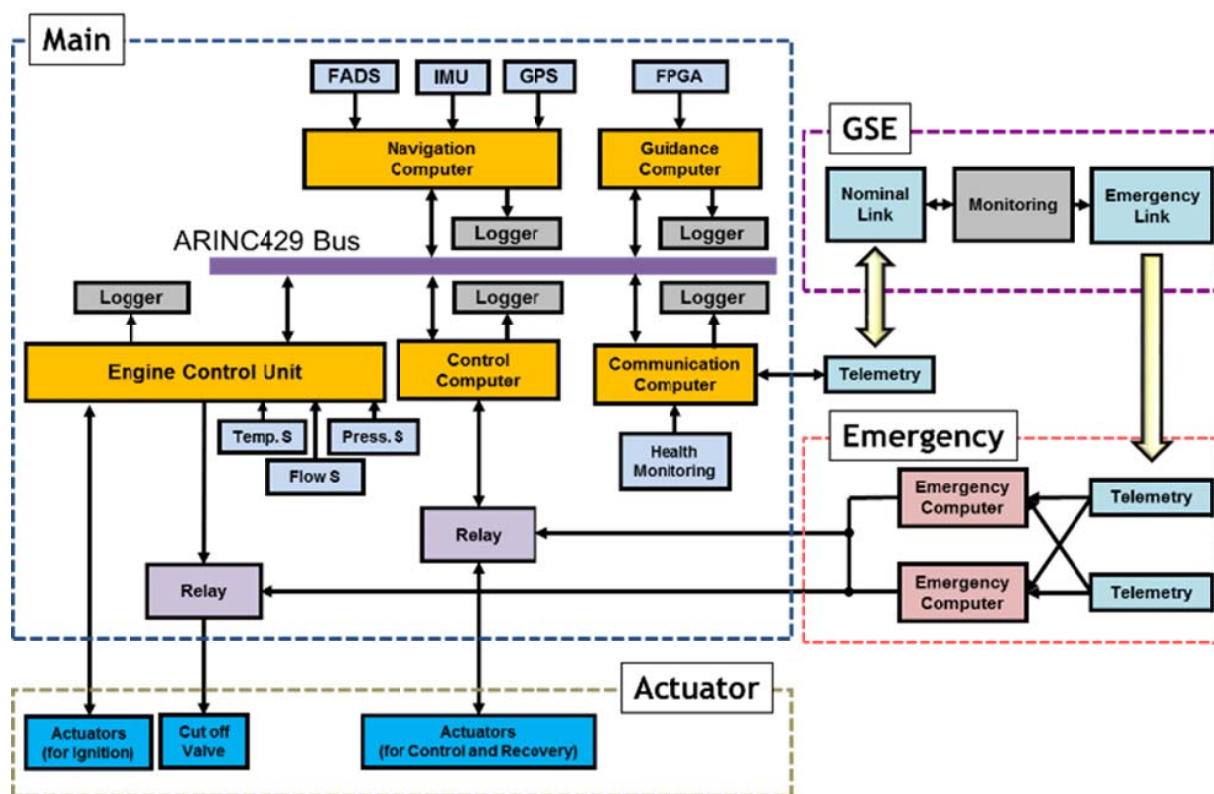 Main
FADS
IMU
GPS
FPGA
Navigation
Computer
Guidance
Computer
Logger
Logger
ARINC429 Bus
Logger
Logger
Logger
Engine Control Unit
Control
Computer
Communication
Computer
Telemetry
Temp. S
Press. S
Flow S
Health
Monitoring
Relay
Relay
GSE
Nominal
Link
Monitoring
Emergency
Link
Emergency
Emergency
Computer
Telemetry
Emergency
Computer
Telemetry
Actuator
Actuators
(for Ignition)
Cut off
Valve
Actuators
(for Control and Recovery)